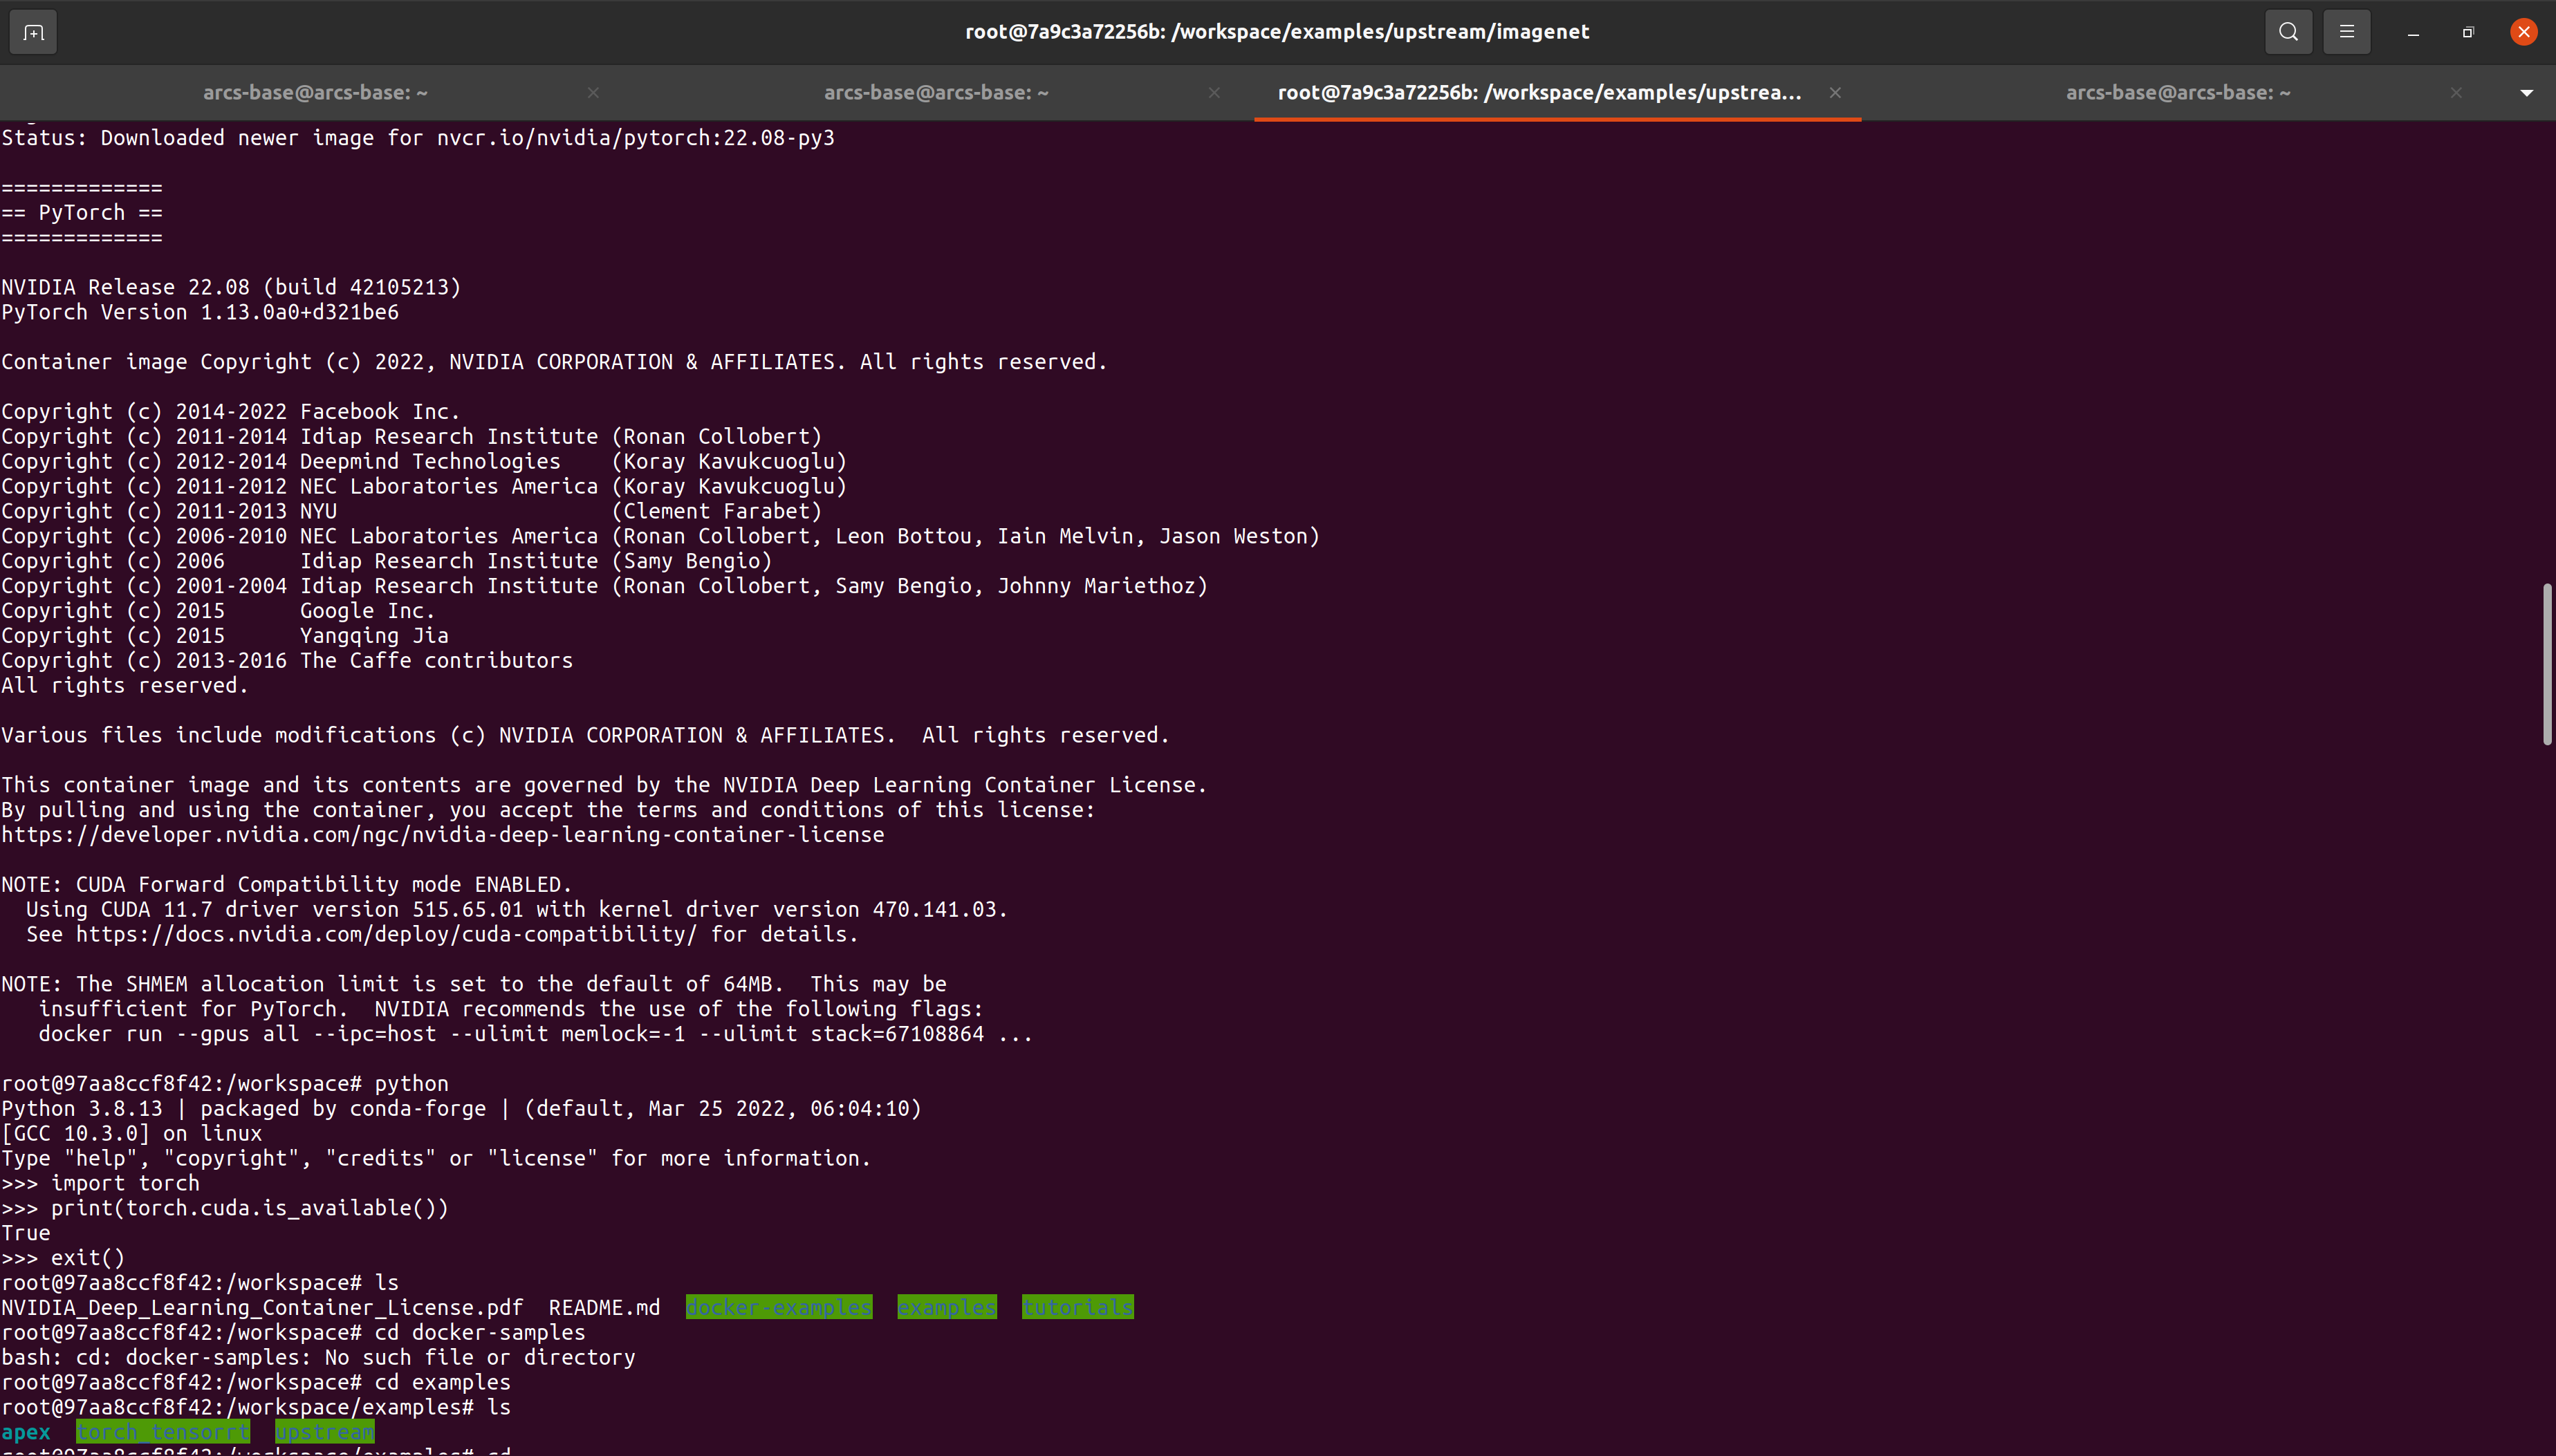 root@7a9c3a72256b: /workspace/examples/upstream/imagenet
arcs-base@arcs-base: ~
arcs-base@arcs-base: ~
root@7a9c3a72256b: /workspace/examples/upstrea...
arcs-base@arcs-base: ~
Status: Downloaded newer image for nvcr.io/nvidia/pytorch:22.08-py3
=============
== PyTorch ==
=============
NVIDIA Release 22.08 (build 42105213)
PyTorch Version 1.13.0a0+d321be6
Container image Copyright (c) 2022, NVIDIA CORPORATION & AFFILIATES. All rights reserved.
Copyright (c) 2014-2022 Facebook Inc.
Copyright (c) 2011-2014 Idiap Research Institute (Ronan Collobert)
Copyright (c) 2012-2014 Deepmind Technologies    (Koray Kavukcuoglu)
Copyright (c) 2011-2012 NEC Laboratories America (Koray Kavukcuoglu)
Copyright (c) 2011-2013 NYU                      (Clement Farabet)
Copyright (c) 2006-2010 NEC Laboratories America (Ronan Collobert, Leon Bottou, Iain Melvin, Jason Weston)
Copyright (c) 2006      Idiap Research Institute (Samy Bengio)
Copyright (c) 2001-2004 Idiap Research Institute (Ronan Collobert, Samy Bengio, Johnny Mariethoz)
Copyright (c) 2015      Google Inc.
Copyright (c) 2015      Yangqing Jia
Copyright (c) 2013-2016 The Caffe contributors
All rights reserved.
Various files include modifications (c) NVIDIA CORPORATION & AFFILIATES.  All rights reserved.
This container image and its contents are governed by the NVIDIA Deep Learning Container License.
By pulling and using the container, you accept the terms and conditions of this license:
https://developer.nvidia.com/ngc/nvidia-deep-learning-container-license
NOTE: CUDA Forward Compatibility mode ENABLED.
  Using CUDA 11.7 driver version 515.65.01 with kernel driver version 470.141.03.
  See https://docs.nvidia.com/deploy/cuda-compatibility/ for details.
NOTE: The SHMEM allocation limit is set to the default of 64MB.  This may be
   insufficient for PyTorch.  NVIDIA recommends the use of the following flags:
   docker run --gpus all --ipc=host --ulimit memlock=-1 --ulimit stack=67108864 ...
root@97aa8ccf8f42:/workspace# python
Python 3.8.13 | packaged by conda-forge | (default, Mar 25 2022, 06:04:10)
[GCC 10.3.0] on linux
Type "help", "copyright", "credits" or "license" for more information.
>>> import torch
>>> print(torch.cuda.is_available())
True
>>> exit()
root@97aa8ccf8f42:/workspace# ls
NVIDIA_Deep_Learning_Container_License.pdf  README.md  docker-examples  examples  tutorials
root@97aa8ccf8f42:/workspace# cd docker-samples
bash: cd: docker-samples: No such file or directory
root@97aa8ccf8f42:/workspace# cd examples
root@97aa8ccf8f42:/workspace/examples# ls
apex  torch_tensorrt  upstream
root@97aa8ccf8f42:/workspace/examples# cd